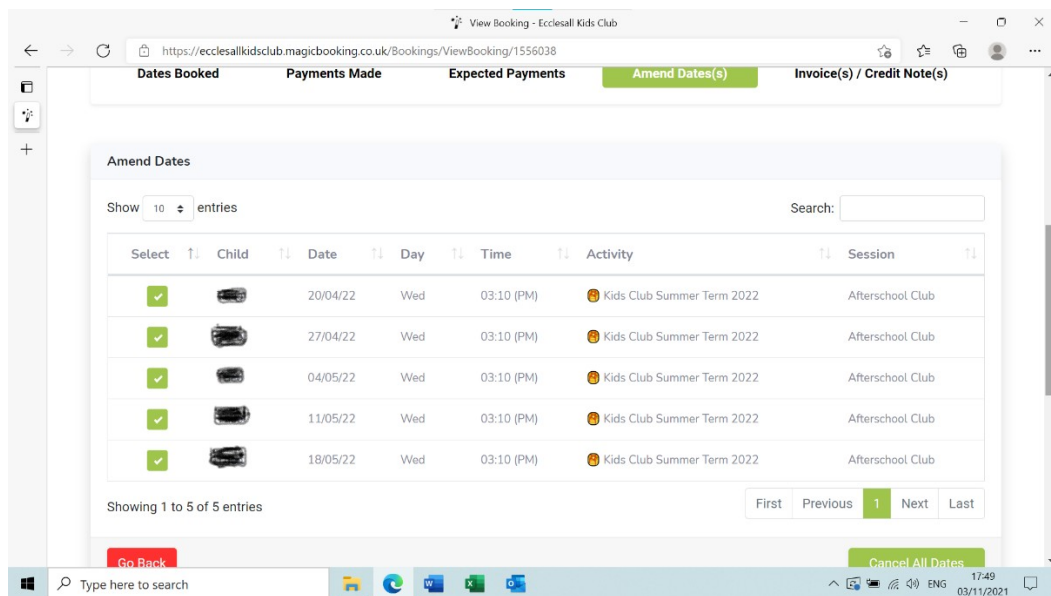 View Booking - Ecclesall Kids Club
https://ecclesallkidsclub.magicbooking.co.uk/Bookings/ViewBooking/1556038
Dates Booked Payments Made Expected Payments Amend Dates(s) Invoice(s) / Credit Note(s)
Amend Dates
Show 10 entries Search:
Select Child Date Day Time Activity Session
20/04/22 Wed 03:10 (PM) Kids Club Summer Term 2022 Afterschool Club
27/04/22 Wed 03:10 (PM) Kids Club Summer Term 2022 Afterschool Club
04/05/22 Wed 03:10 (PM) Kids Club Summer Term 2022 Afterschool Club
11/05/22 Wed 03:10 (PM) Kids Club Summer Term 2022 Afterschool Club
18/05/22 Wed 03:10 (PM) Kids Club Summer Term 2022 Afterschool Club
Showing 1 to 5 of 5 entries First Previous 1 Next Last
Go Back Cancel All Dates
Type here to search ENG 17:49
03/11/2021